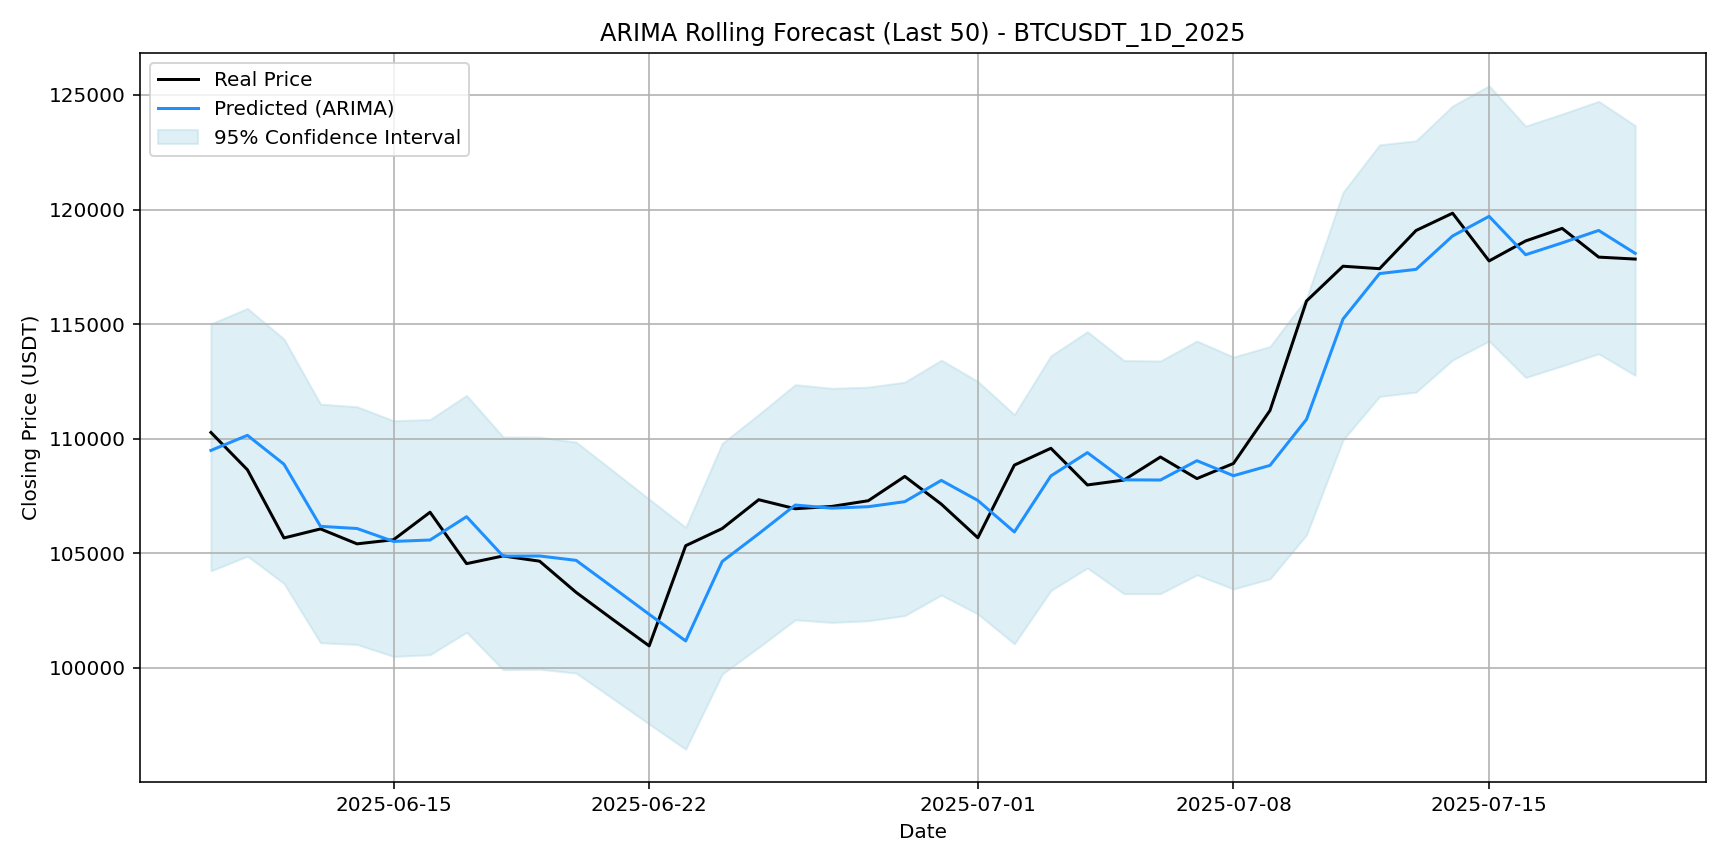 ARIMA Rolling Forecast (Last 50) - BTCUSDT_1D_2025
Real Price
Predicted (ARIMA)
95% Confidence Interval
125000
120000
115000
110000
105000
100000
Closing Price (USDT)
2025-06-15
2025-06-22
2025-07-01
2025-07-08
2025-07-15
Date